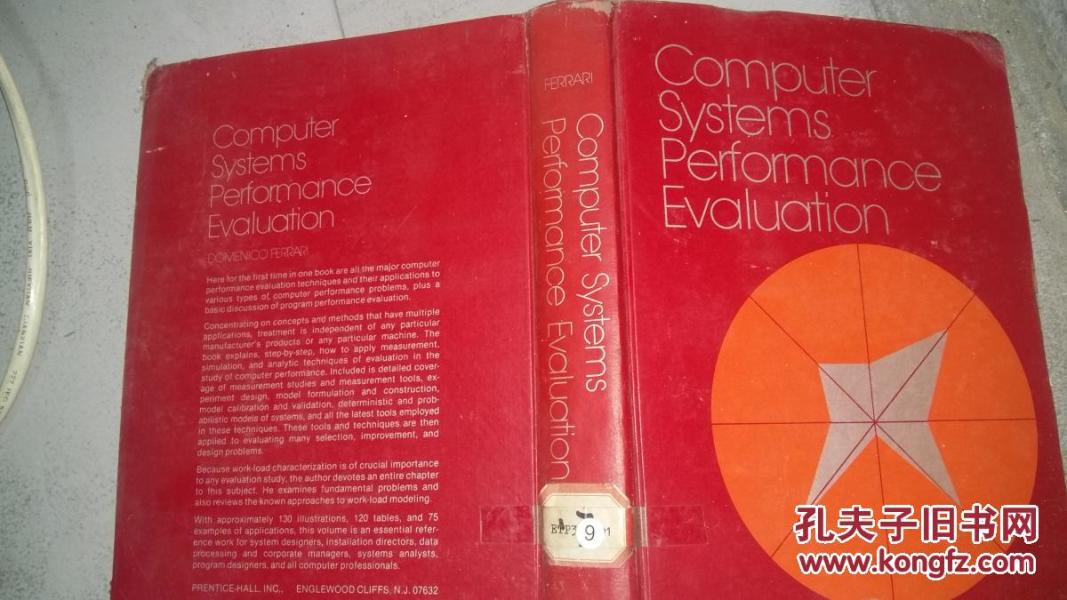 Computer
Systems
Performance
Evaluation
DOMENICO FERRARI
Here for the first time in one book are all the major computer
performance evaluation techniques and their applications to
various types of computer performance problems, plus a
basic discussion of program performance evaluation.
Concentrating on concepts and methods that have multiple
applications, treatment is independent of any particular
manufacturer's products or any particular machine. The
book explains, step-by-step, how to apply measurement,
simulation, and analytic techniques of evaluation in the
study of computer performance. Included is detailed cover-
age of measurement studies and measurement tools, ex-
periment design, model formulation and construction,
model calibration and validation, deterministic and prob-
abilistic models of systems, and all the latest tools employed
in these techniques. These tools and techniques are then
applied to evaluating many selection, improvement, and
design problems.
Because work-load characterization is of crucial importance
to any evaluation study, the author devotes an entire chapter
to this subject. He examines fundamental problems and
also reviews the known approaches to work-load modeling.
With approximately 130 illustrations, 120 tables, and 75
examples of applications, this volume is an essential refer-
ence work for system designers, installation directors, data
processing and corporate managers, systems analysts,
program designers, and all computer professionals.
PRENTICE-HALL, INC., ENGLEWOOD CLIFFS, N.J. 07632
FERRARI
Computer Systems
Performance Evaluation
9
Computer
Systems
Performance
Evaluation
孔夫子旧书网
www.kongfz.com